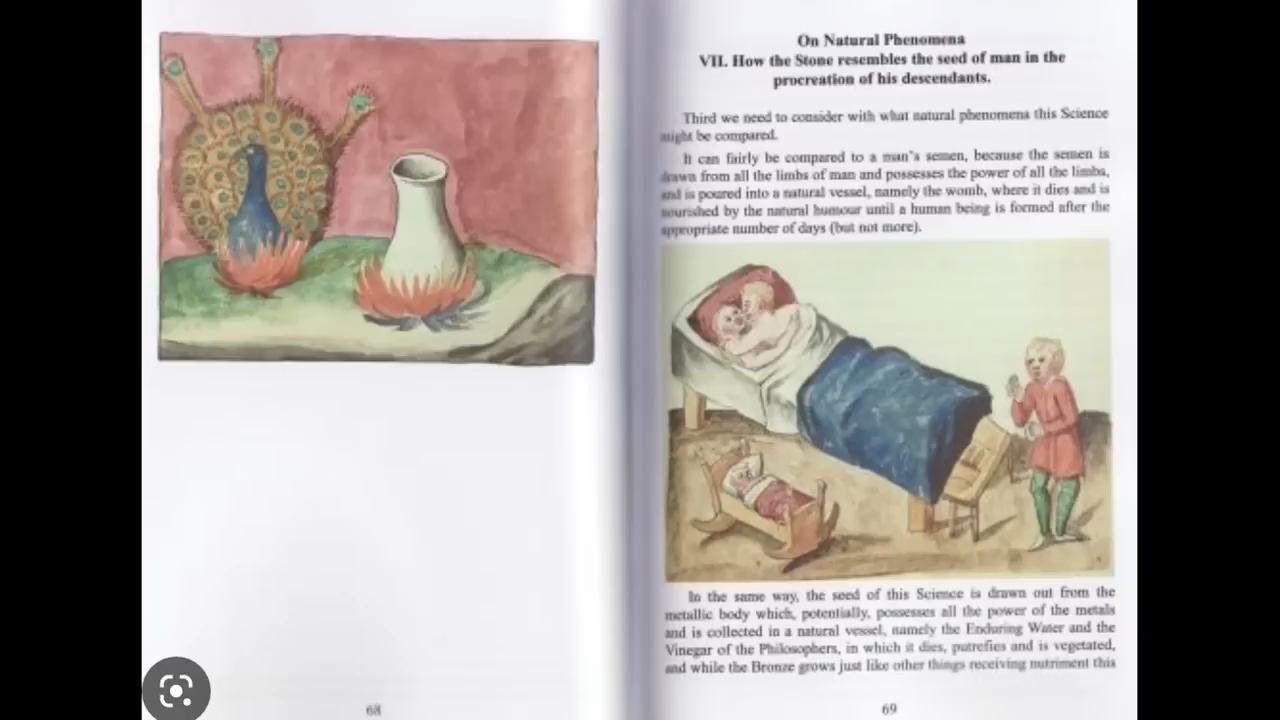 68
On Natural Phenomena
VII. How the Stone resembles the seed of man in the
procreation of his descendants.
Third we need to consider with what natural phenomena this Science
might be compared.
It can fairly be compared to a man's semen, because the semen is
drawn from all the limbs of man and possesses the power of all the limbs,
and is poured into a natural vessel, namely the womb, where it dies and is
nourished by the natural humour until a human being is formed after the
appropriate number of days (but not more).
In the same way, the seed of this Science is drawn out from the
metallic body which, potentially, possesses all the power of the metals
and is collected in a natural vessel, namely the Enduring Water and the
Vinegar of the Philosophers, in which it dies, putrefies and is vegetated,
and while the Bronze grows just like other things receiving nutriment this
69